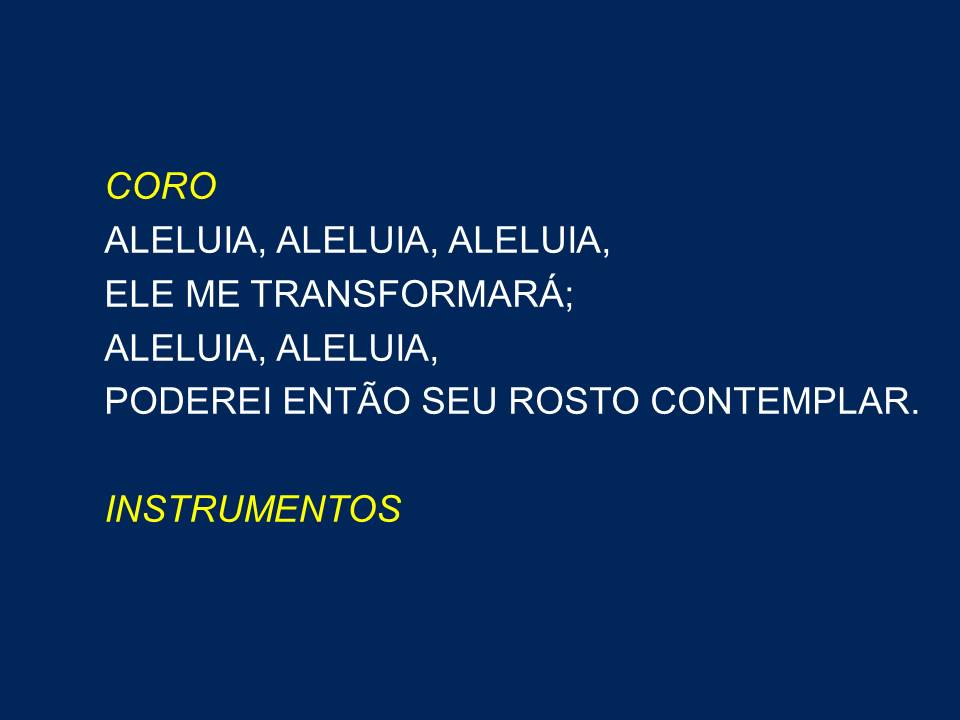 CORO
ALELUIA, ALELUIA, ALELUIA,
ELE ME TRANSFORMARÁ;
ALELUIA, ALELUIA,
PODEREI ENTÃO SEU ROSTO CONTEMPLAR.
INSTRUMENTOS